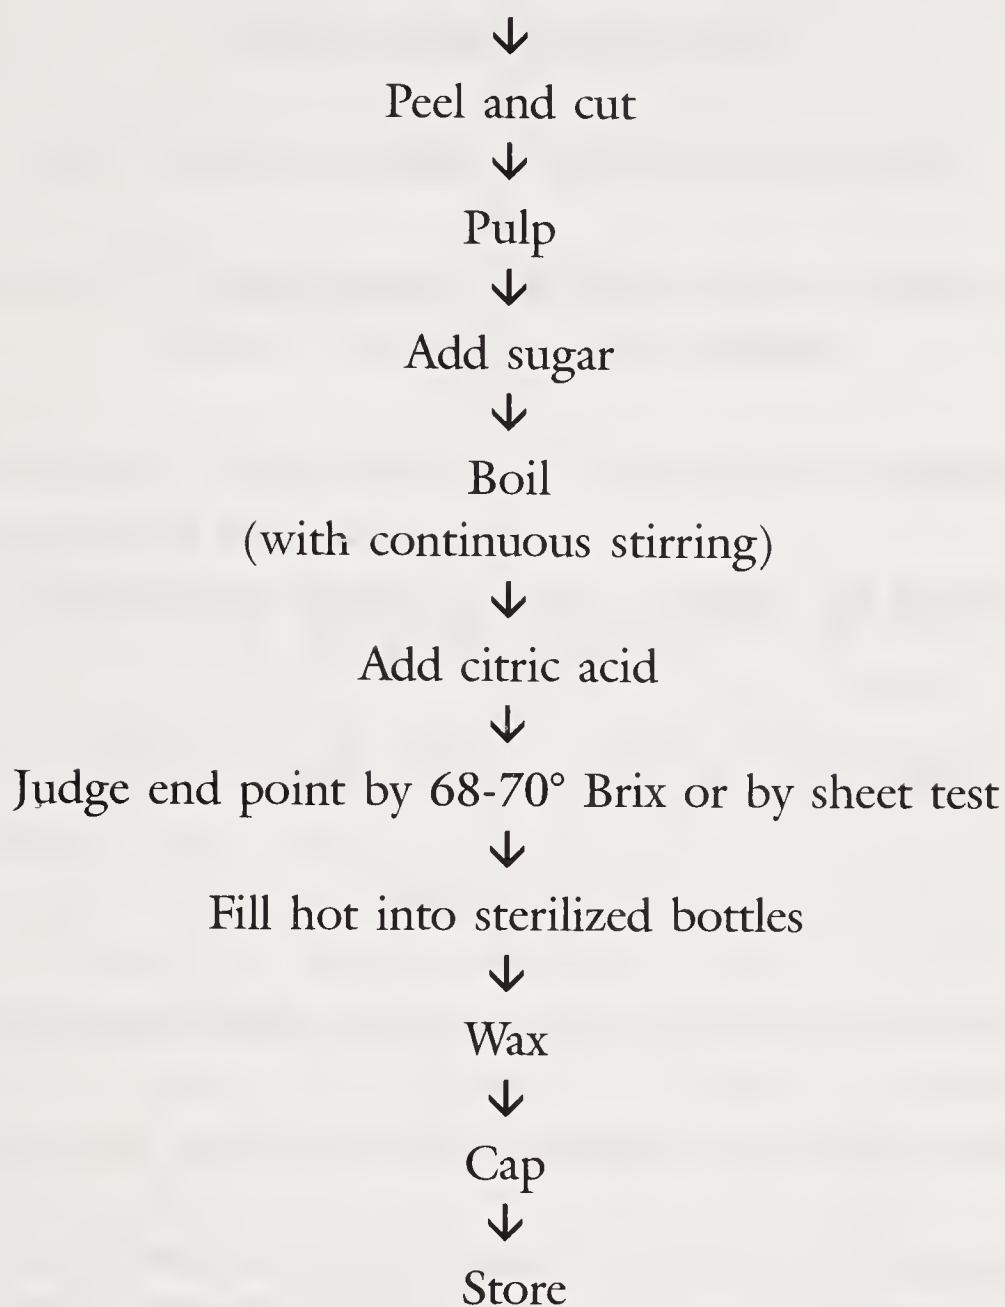 ↓
Peel and cut
↓
Pulp
↓
Add sugar
↓
Boil
(with continuous stirring)
↓
Add citric acid
↓
Judge end point by 68-70° Brix or by sheet test
↓
Fill hot into sterilized bottles
↓
Wax
↓
Cap
↓
Store